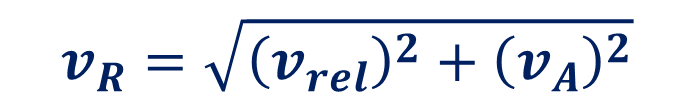 v_R = √((v_rel)² + (v_A)²)